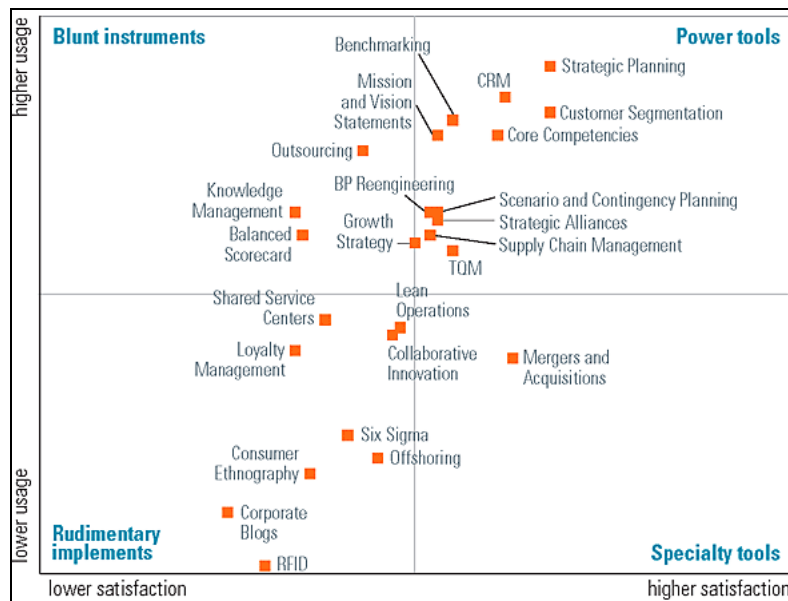 higher usage
Blunt instruments
Power tools
Benchmarking
Strategic Planning
CRM
Mission
and Vision
Statements
Customer Segmentation
Core Competencies
Outsourcing
BP Reengineering
Knowledge
Management
Scenario and Contingency Planning
Growth
Strategy
Strategic Alliances
Balanced
Scorecard
Supply Chain Management
TQM
Lean
Operations
Shared Service
Centers
Loyalty
Management
Collaborative
Innovation
Mergers and
Acquisitions
Six Sigma
Offshoring
Consumer
Ethnography
Corporate
Blogs
RFID
lower usage
Rudimentary
implements
Specialty tools
lower satisfaction
higher satisfaction